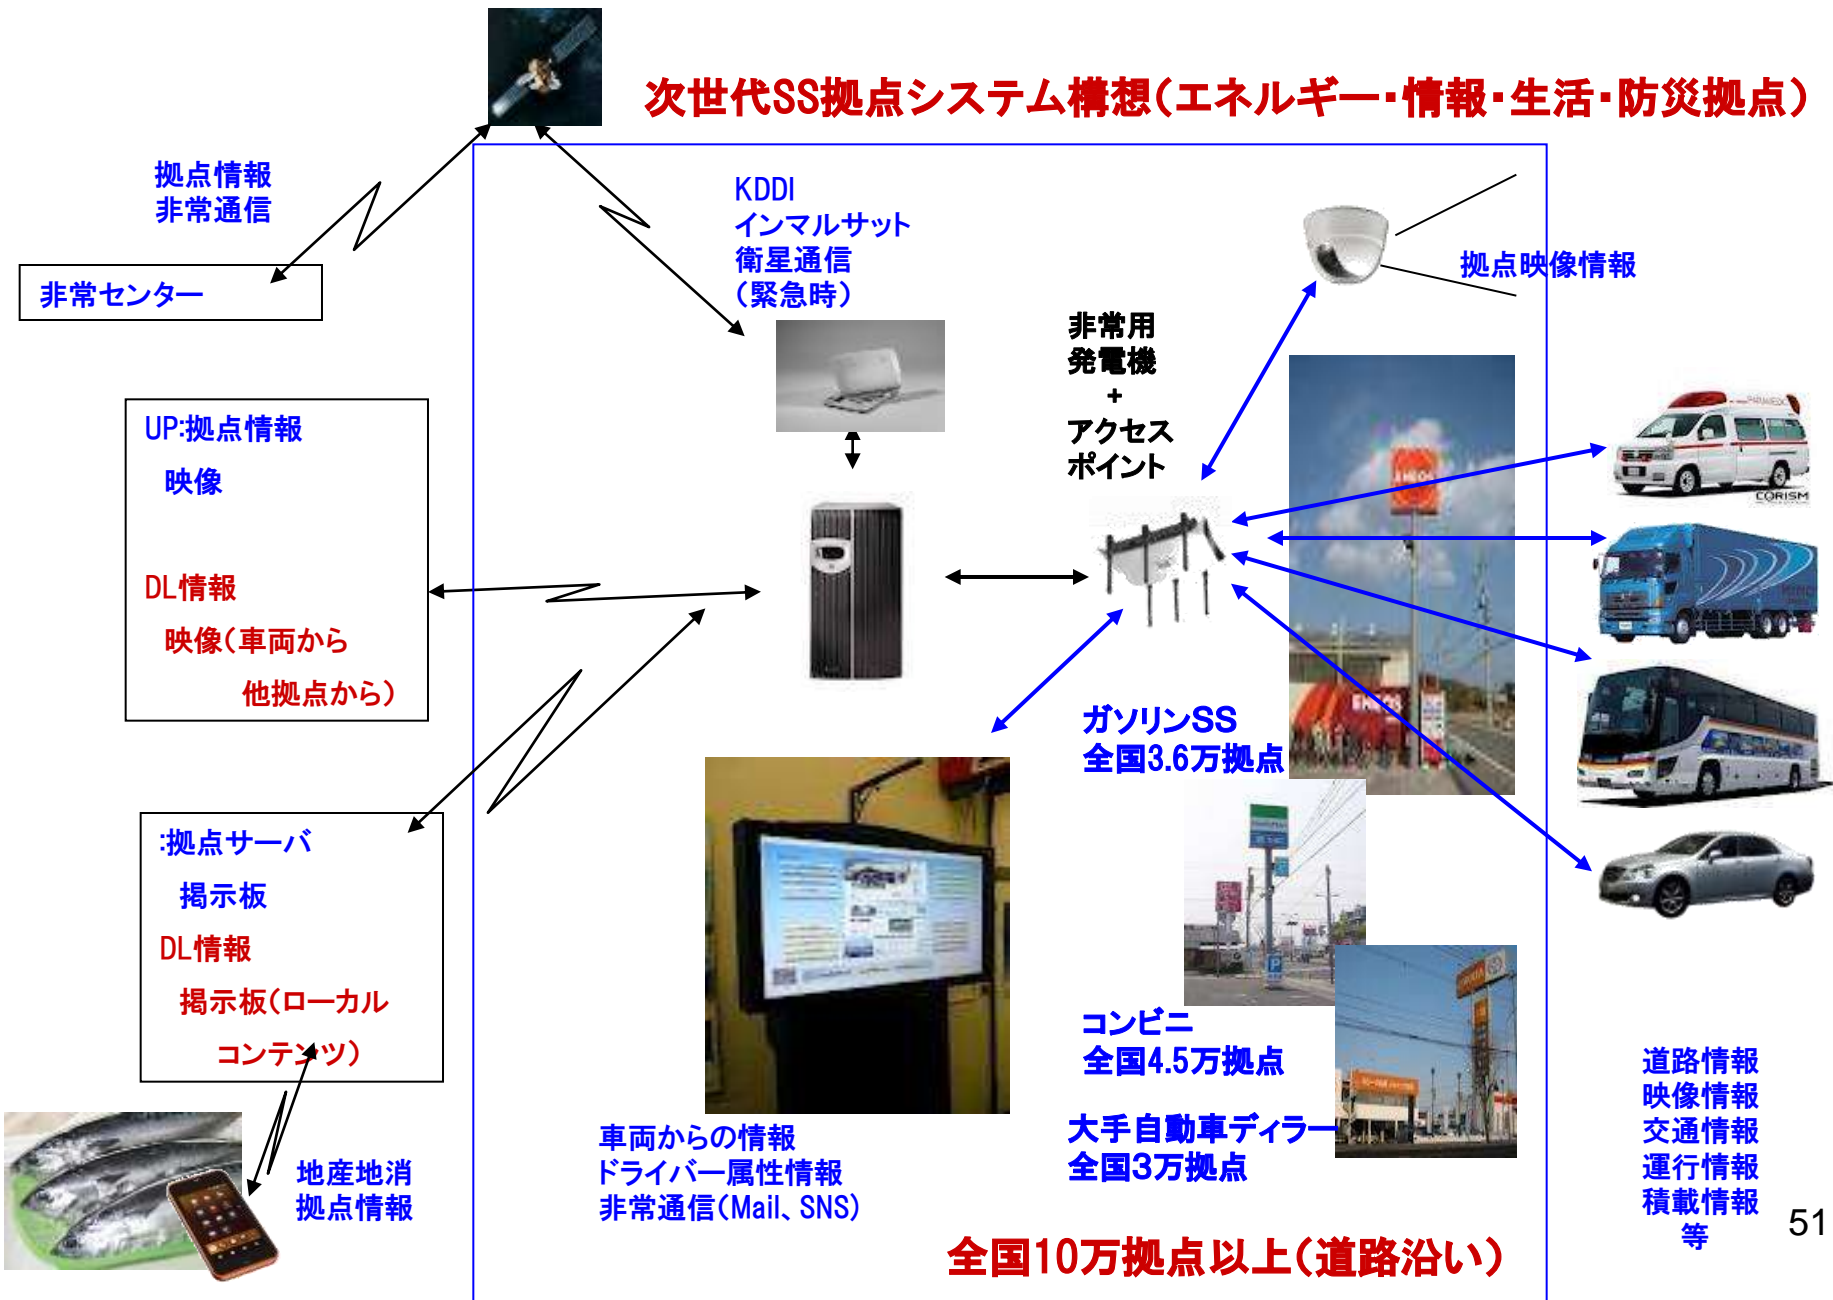 次世代SS拠点システム構想(エネルギー・情報・生活・防災拠点)
拠点情報
非常通信
非常センター
KDDI
インマルサット
衛星通信
(緊急時)
拠点映像情報
非常用
発電機
+
アクセス
ポイント
UP:拠点情報
映像
DL情報
映像(車両から
他拠点から)
:拠点サーバ
掲示板
DL情報
掲示板(ローカル
コンテンツ)
地産地消
拠点情報
ガソリンSS
全国3.6万拠点
コンビニ
全国4.5万拠点
大手自動車ディラー
全国3万拠点
車両からの情報
ドライバー属性情報
非常通信(Mail、SNS)
全国10万拠点以上(道路沿い)
CORISM
ENEOS
道路情報
映像情報
交通情報
運行情報
積載情報
等
51